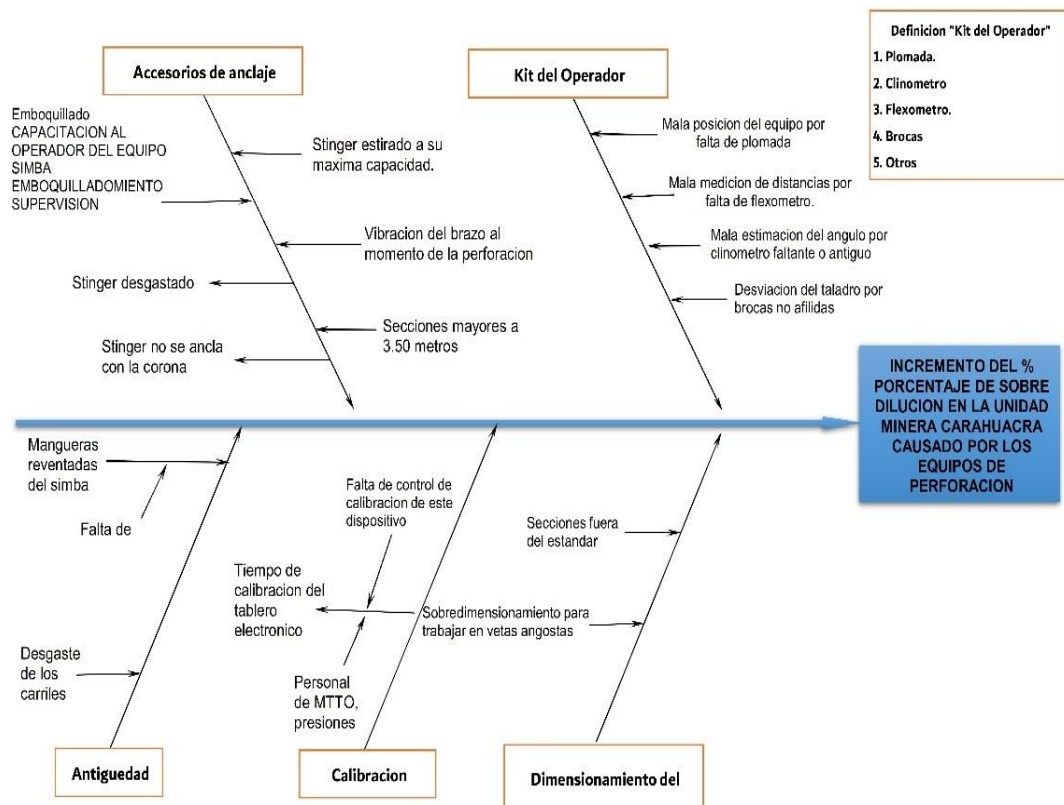 Accesorios de anclaje
Kit del Operador
Definicion "Kit del Operador"
1. Plomada.
2. Clinometro
3. Flexometro.
4. Brocas
5. Otros
Emboquillado
CAPACITACION AL
OPERADOR DEL EQUIPO
SIMBA
EMBOQUILLADOMIENTO
SUPERVISION
Stinger estirado a su
maxima capacidad.
Vibracion del brazo al
momento de la perforacion
Stinger desgastado
Secciones mayores a
3.50 metros
Stinger no se ancla
con la corona
Mala posicion del equipo por
falta de plomada
Mala medicion de distancias por
falta de flexometro.
Mala estimacion del angulo por
clinometro faltante o antiguo
Desviacion del taladro por
brocas no afilidas
INCREMENTO DEL %
PORCENTAJE DE SOBRE
DILUCION EN LA UNIDAD
MINERA CARAHUACRA
CAUSADO POR LOS
EQUIPOS DE
PERFORACION
Mangueras
reventadas
del simba
Falta de
Desgaste
de los
carriles
Falta de control de
calibracion de este
dispositivo
Tiempo de
calibracion del
tablero
electronico
Personal
de MTTO,
presiones
Secciones fuera
del estandar
Sobredimensionamiento para
trabajar en vetas angostas
Antiguedad
Calibracion
Dimensionamiento del